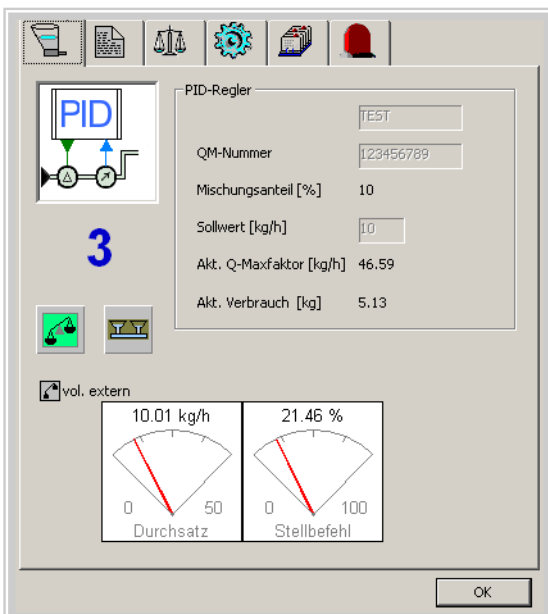 PID
PID-Regler
TEST
QM-Nummer 123456789
Mischungsanteil [%] 10
3
Sollwert [kg/h] 10
Akt. Q-Maxfaktor [kg/h] 46.59
Akt. Verbrauch [kg] 5.13
vol. extern
10.01 kg/h 21.46 %
0 50 0 100
Durchsatz Stellbefehl
OK